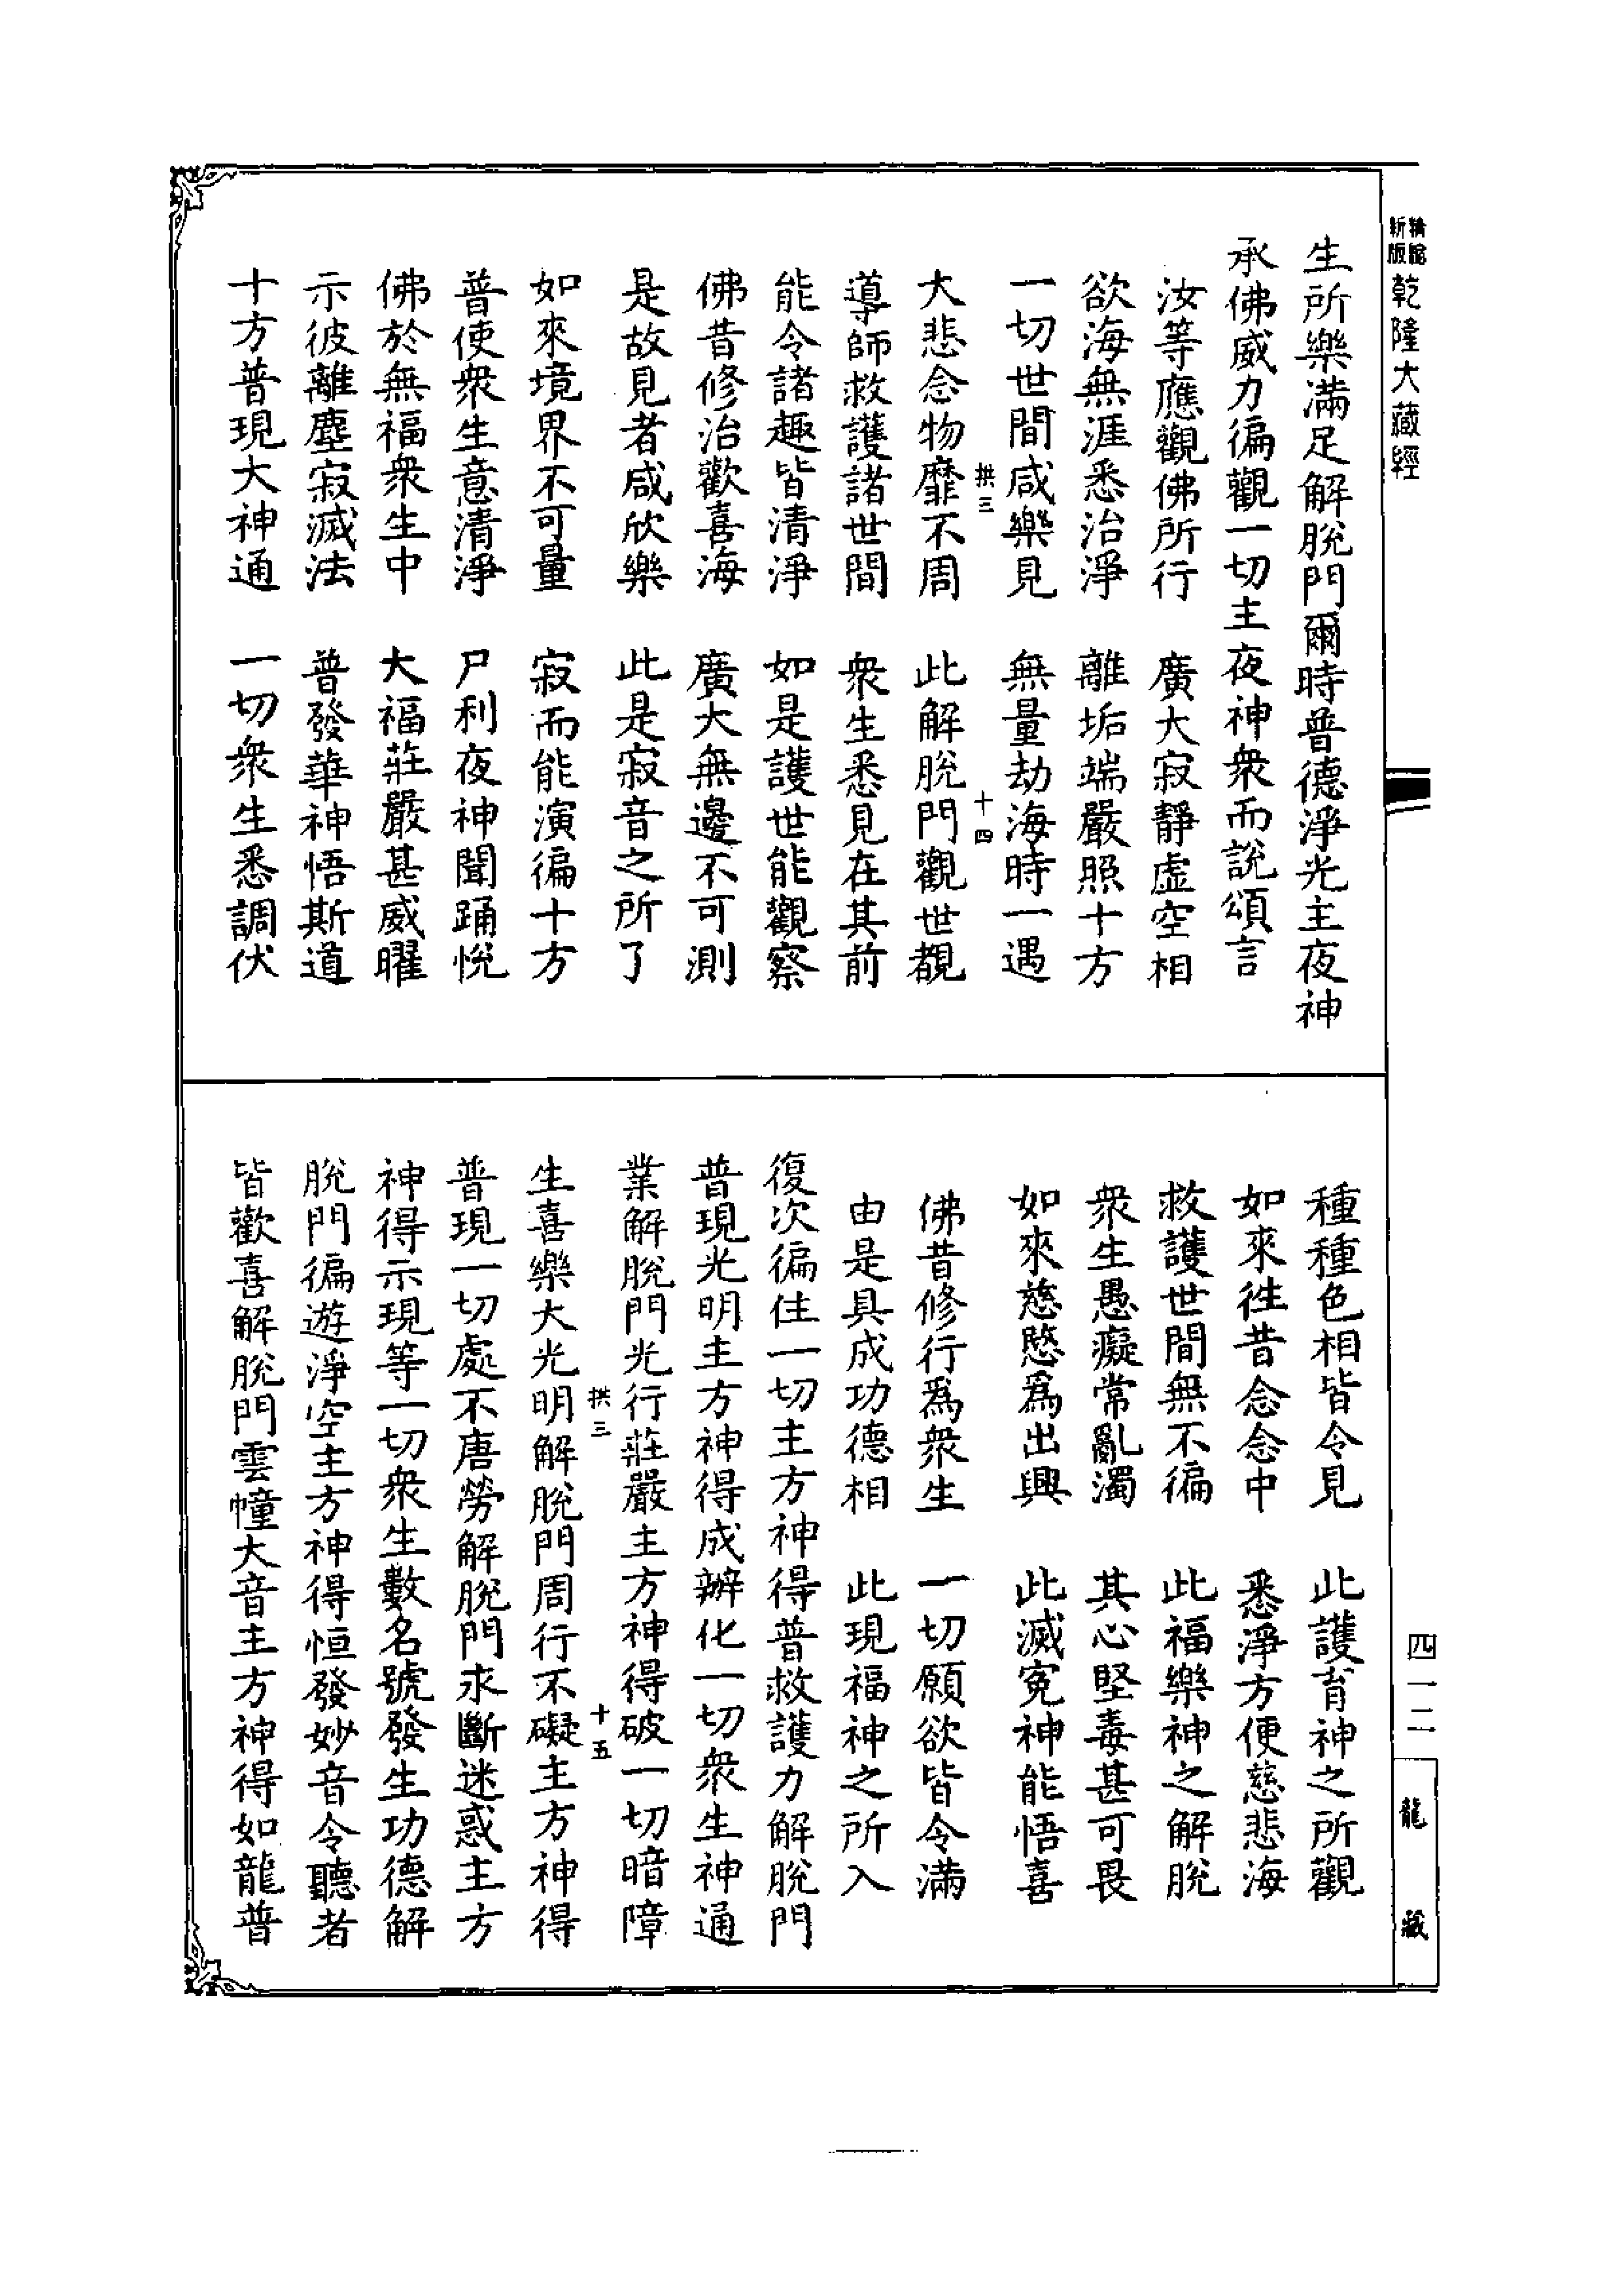 精縮新版
乾隆大藏經
四一二
龍藏
生所樂滿足解脫門爾時普德淨光主夜神
承佛威力徧觀一切主夜神衆而說頌言
汝等應觀佛所行　廣大寂靜虛空相
欲海無涯悉治淨　離垢端嚴照十方
一切世間咸樂見　無量劫海時一遇
拱三　十四
大悲念物靡不周　此解脫門觀世覩
導師救護諸世間　衆生悉見在其前
能令諸趣皆清淨　如是護世能觀察
佛昔修治歡喜海　廣大無邊不可測
是故見者咸欣樂　此是寂音之所了
如來境界不可量　寂而能演徧十方
普使衆生意清淨　尸利夜神聞踊悅
佛於無福衆生中　大福莊嚴甚威曜
示彼離塵寂滅法　普發華神悟斯道
十方普現大神通　一切衆生悉調伏
種種色相皆令見　此護育神之所觀
如來徃昔念念中　悉淨方便慈悲海
救護世間無不徧　此福樂神之解脫
衆生愚癡常亂濁　其心堅毒甚可畏
如來慈愍爲出興　此滅寃神能悟喜
佛昔修行爲衆生　一切願欲皆令滿
由是具成功德相　此現福神之所入
復次徧住一切主方神得普救護力解脫門
普現光明主方神得成辦化一切衆生神通
業解脫門光行莊嚴主方神得破一切暗障
拱三　十五
生喜樂大光明解脫門周行不礙主方神得
普現一切處不唐勞解脫門求斷迷惑主方
神得示現等一切衆生數名號發生功德解
脫門徧遊淨空主方神得恒發妙音令聽者
皆歡喜解脫門雲幢大音主方神得如龍普